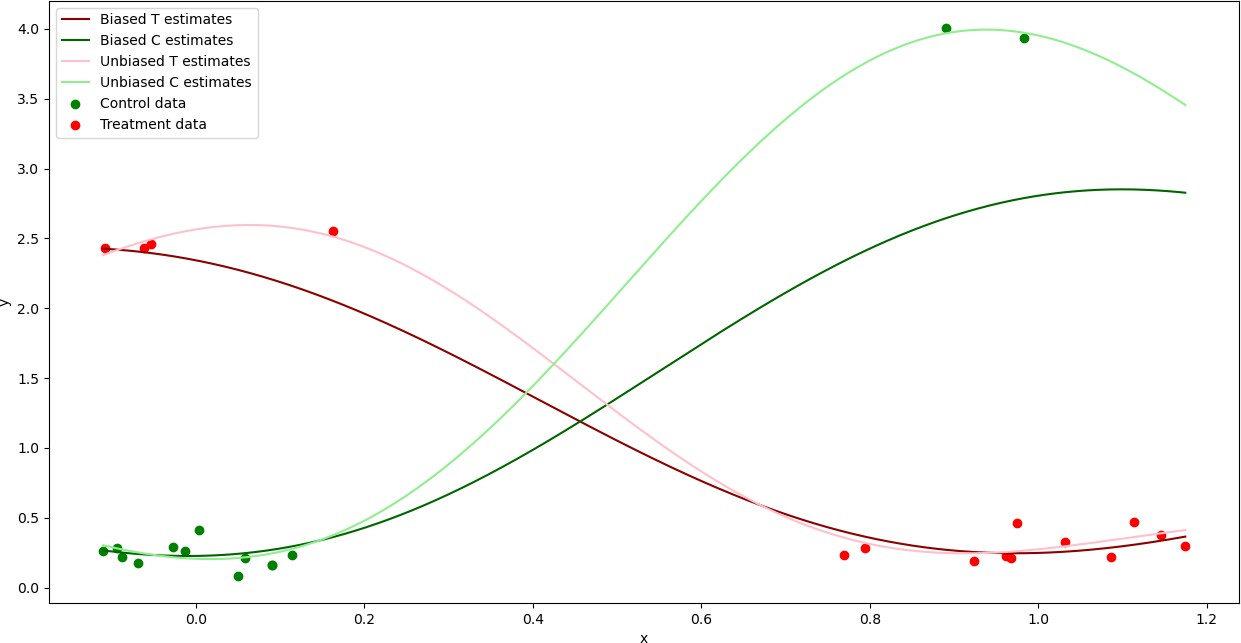 Biased T estimates
Biased C estimates
Unbiased T estimates
Unbiased C estimates
Control data
Treatment data
4.0
3.5
3.0
2.5
2.0
1.5
1.0
0.5
0.0
y
0.0 0.2 0.4 0.6 0.8 1.0 1.2
x